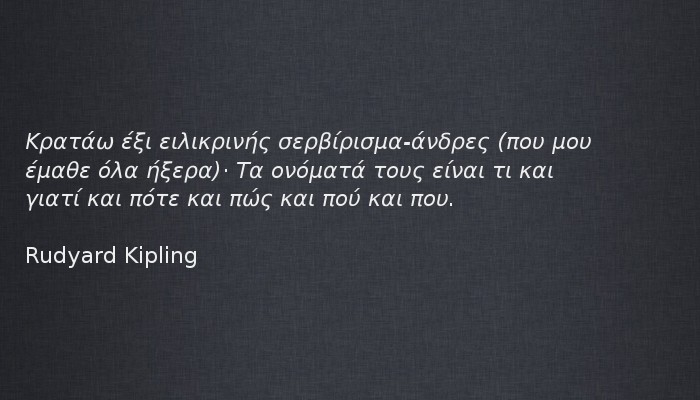 Κρατάω έξι ειλικρινής σερβίρισμα-άνδρες (που μου
έμαθε όλα ήξερα)· Τα ονόματά τους είναι τι και
γιατί και πότε και πώς και πού και που.
Rudyard Kipling